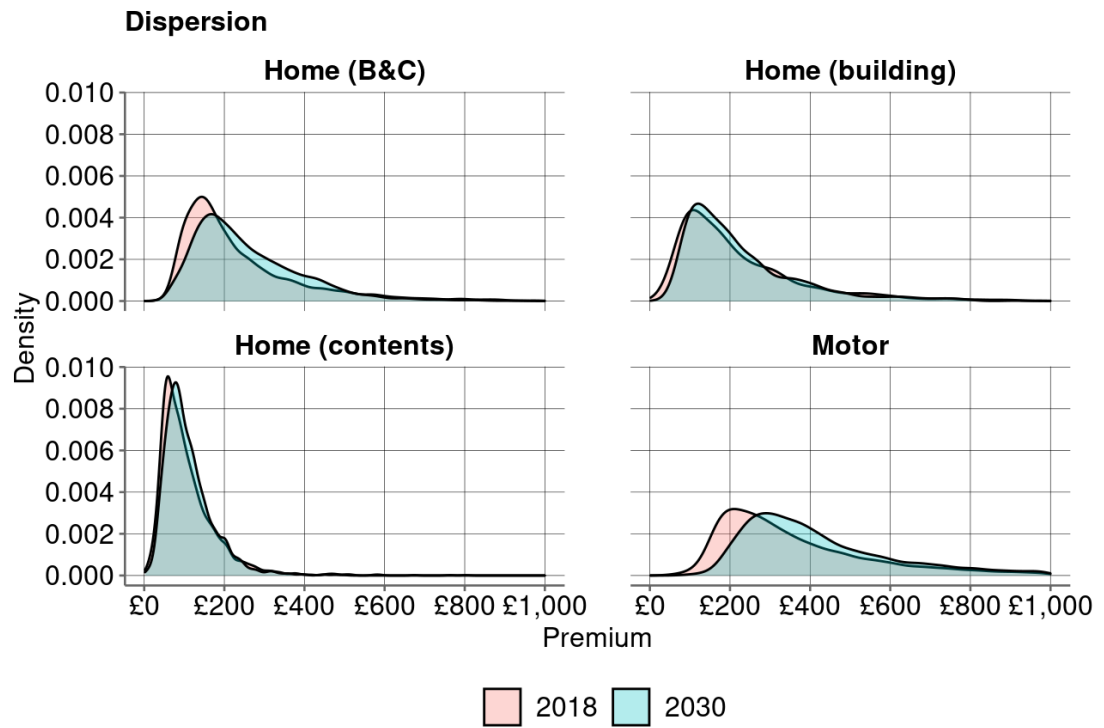 Dispersion
Home (B&C)
Home (building)
0.010
0.008
0.006
0.004
0.002
0.000
Home (contents)
Motor
0.010
0.008
0.006
0.004
0.002
0.000
Density
£0 £200 £400 £600 £800 £1,000
£0 £200 £400 £600 £800 £1,000
Premium
2018 2030